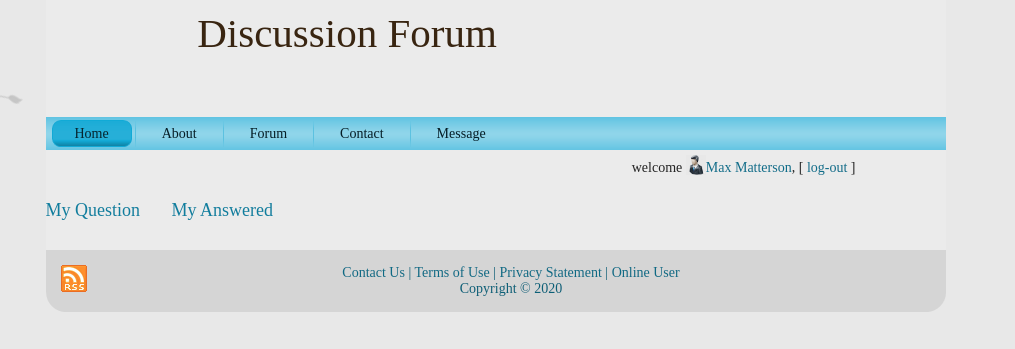 Discussion Forum
Home About Forum Contact Message
welcome Max Matterson, [ log-out ]
My Question My Answered
RSS
Contact Us | Terms of Use | Privacy Statement | Online User
Copyright © 2020